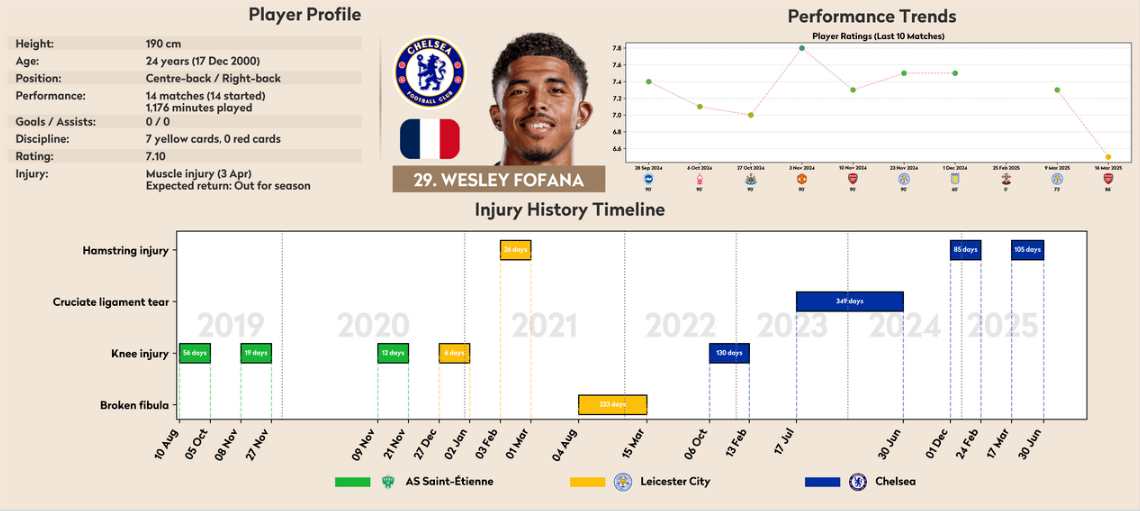 Player Profile
Height: 190 cm
Age: 24 years (17 Dec 2000)
Position: Centre-back / Right-back
Performance: 14 matches (14 started)
1,176 minutes played
Goals / Assists: 0 / 0
Discipline: 7 yellow cards, 0 red cards
Rating: 7.10
Injury: Muscle injury (3 Apr)
Expected return: Out for season
CHELSEA
FOOTBALL CLUB
29. WESLEY FOFANA
Performance Trends
Player Ratings (Last 10 Matches)
7.8
7.6
7.4
7.2
7.0
6.8
6.6
28 Sep 2024 6 Oct 2024 27 Oct 2024 3 Nov 2024 10 Nov 2024 23 Nov 2024 1 Dec 2024 25 Feb 2025 9 Mar 2025 16 Mar 2025
90' 90' 90' 90' 90' 90' 60' 0' 73' 86'
Injury History Timeline
Hamstring injury 26 days 85 days 105 days
Cruciate ligament tear 349 days
2019 2020 2021 2022 2023 2024 2025
Knee injury 56 days 19 days 12 days 6 days 130 days
Broken fibula 223 days
10 Aug 05 Oct 08 Nov 27 Nov 09 Nov 21 Nov 27 Dec 02 Jan 03 Feb 01 Mar 04 Aug 15 Mar 06 Oct 13 Feb 17 Jul 30 Jun 01 Dec 24 Feb 17 Mar 30 Jun
AS Saint-Étienne Leicester City Chelsea